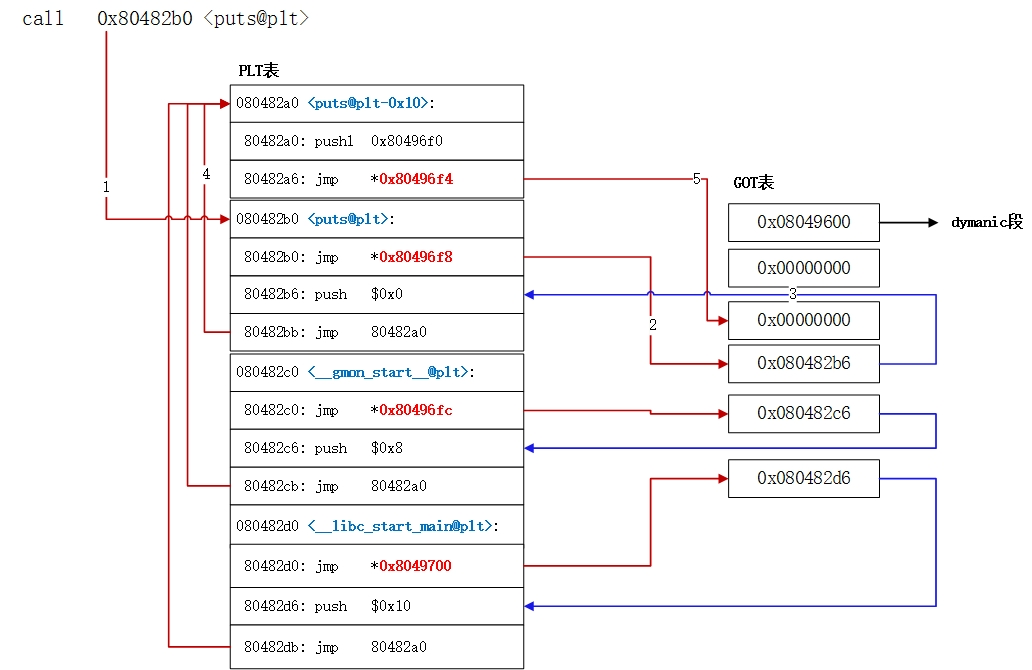 call 0x80482b0 <puts@plt>
PLT表
080482a0 <puts@plt-0x10>:
80482a0: pushl 0x80496f0
80482a6: jmp *0x80496f4
080482b0 <puts@plt>:
80482b0: jmp *0x80496f8
80482b6: push $0x0
80482bb: jmp 80482a0
080482c0 <__gmon_start__@plt>:
80482c0: jmp *0x80496fc
80482c6: push $0x8
80482cb: jmp 80482a0
080482d0 <__libc_start_main@plt>:
80482d0: jmp *0x8049700
80482d6: push $0x10
80482db: jmp 80482a0
1
4
5
2
3
GOT表
0x08049600
dymanic段
0x00000000
0x00000000
0x080482b6
0x080482c6
0x080482d6